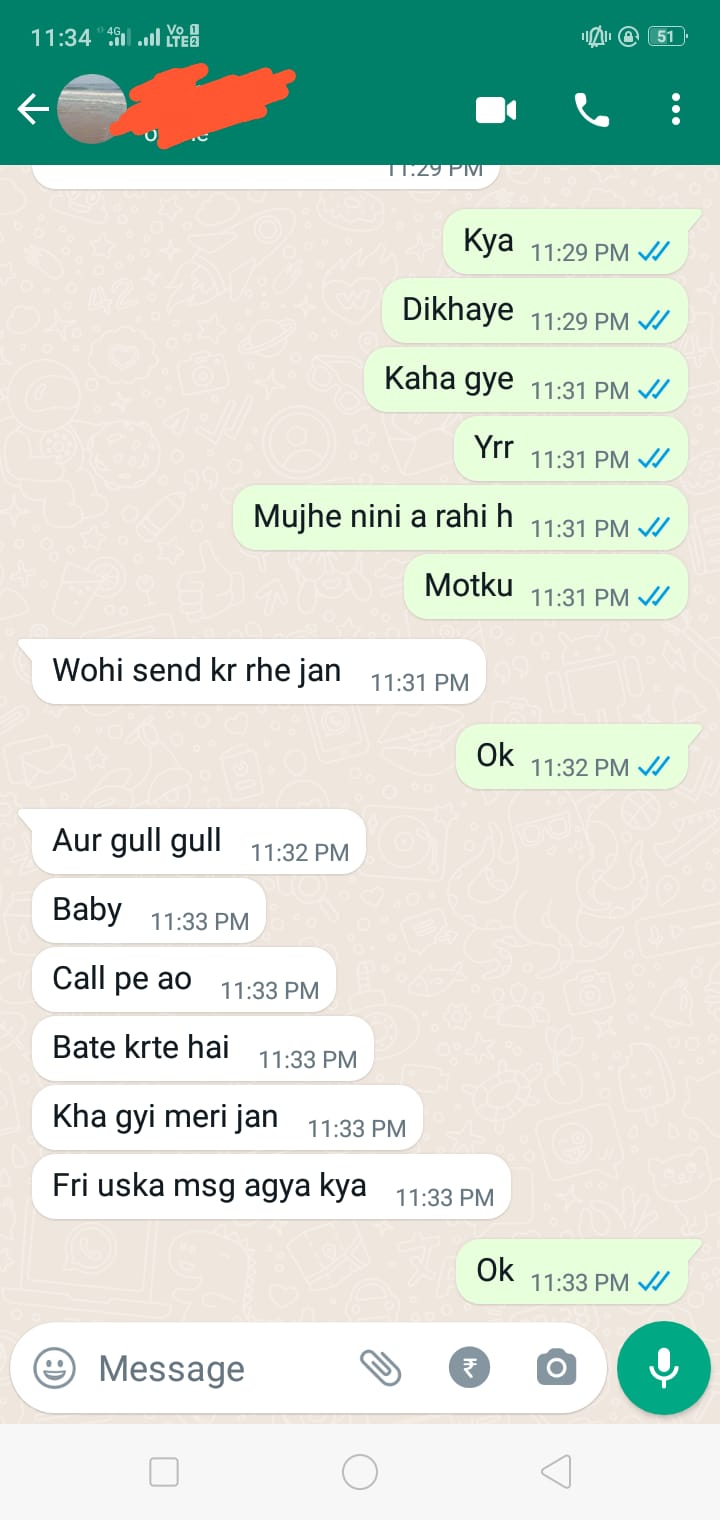 11:34 4G Vo 1 LTE 2 51
11:29 PM
Kya 11:29 PM
Dikhaye 11:29 PM
Kaha gye 11:31 PM
Yrr 11:31 PM
Mujhe nini a rahi h 11:31 PM
Motku 11:31 PM
Wohi send kr rhe jan 11:31 PM
Ok 11:32 PM
Aur gull gull 11:32 PM
Baby 11:33 PM
Call pe ao 11:33 PM
Bate krte hai 11:33 PM
Kha gyi meri jan 11:33 PM
Fri uska msg agya kya 11:33 PM
Ok 11:33 PM
Message ₹